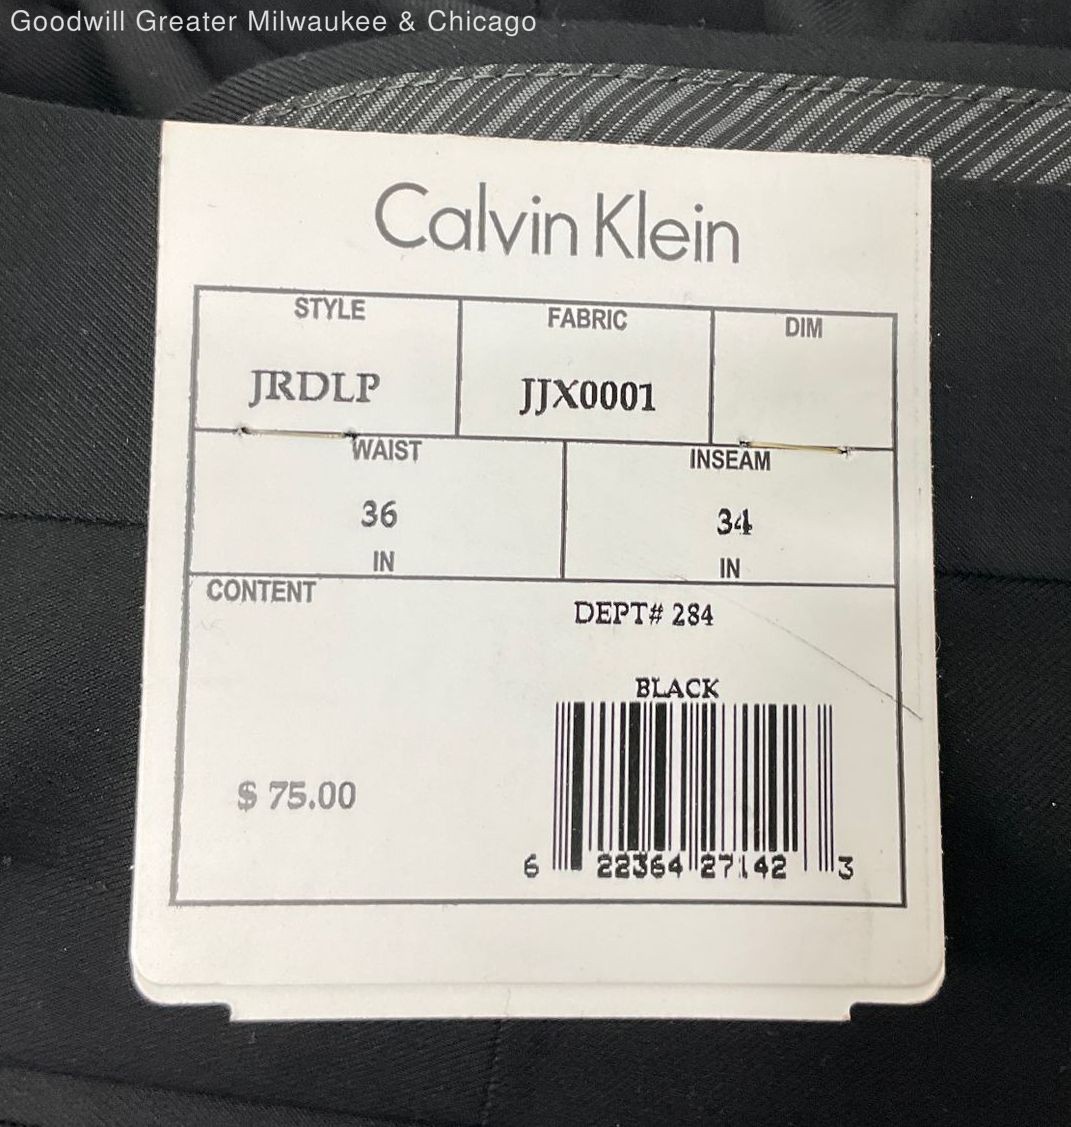 Goodwill Greater Milwaukee & Chicago
Calvin Klein
STYLE FABRIC DIM
JRDLP JJX0001
WAIST INSEAM
36 34
IN IN
CONTENT
DEPT# 284
BLACK
$ 75.00
6 22364 27142 3